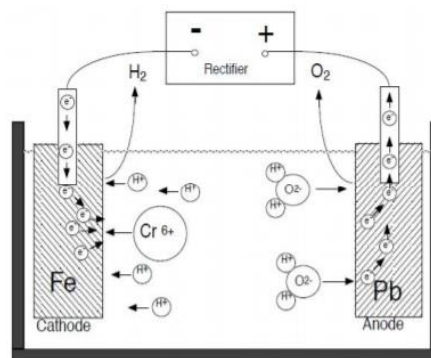 - +
Rectifier
H2
O2
e- e-
e- e-
e- e-
e- e-
H+ H+
H+
e- O2-
e- H+
Cr 6+
e- e-
H+
H+ O2- e-
Fe
H+
Pb
H+
Cathode
Anode